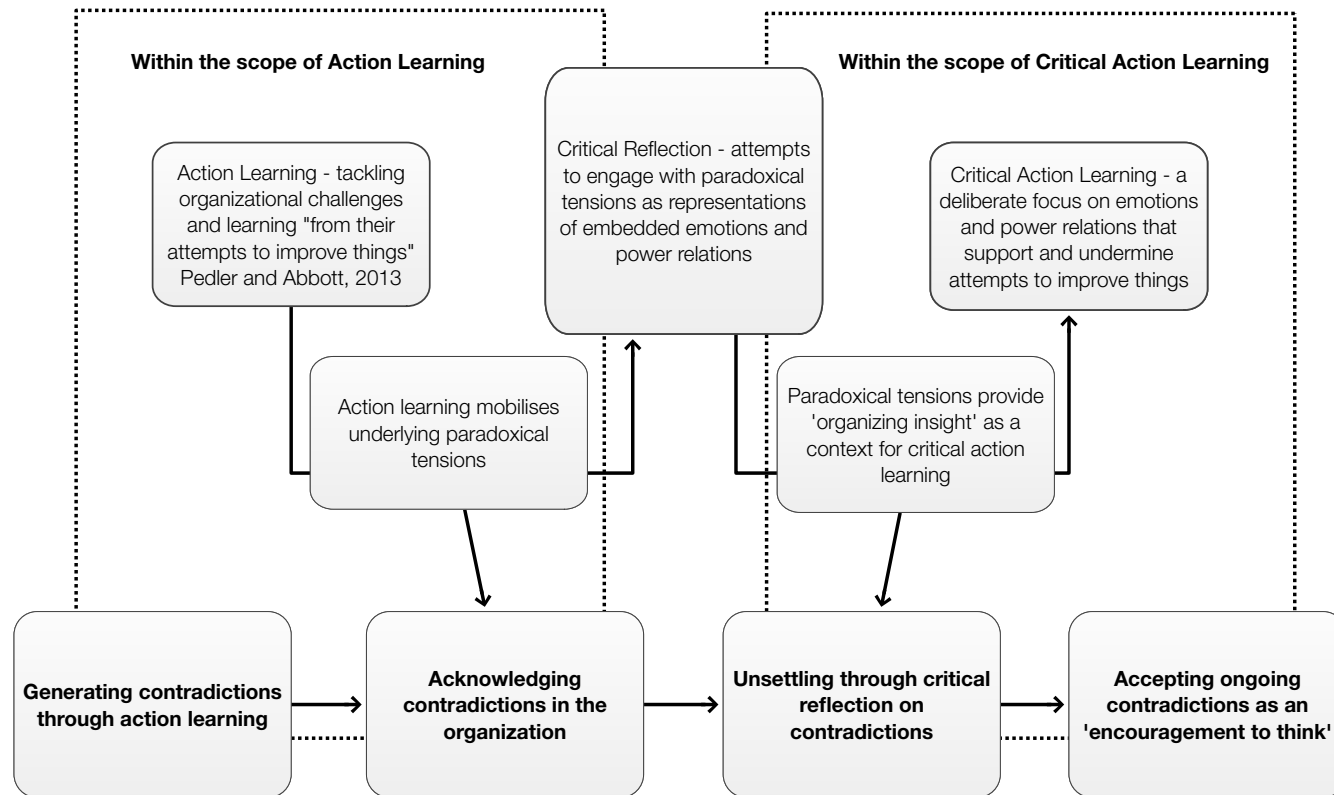 Within the scope of Action Learning
Within the scope of Critical Action Learning
Action Learning - tackling
organizational challenges
and learning "from their
attempts to improve things"
Pedler and Abbott, 2013
Critical Reflection - attempts
to engage with paradoxical
tensions as representations
of embedded emotions and
power relations
Critical Action Learning - a
deliberate focus on emotions
and power relations that
support and undermine
attempts to improve things
Action learning mobilises
underlying paradoxical
tensions
Paradoxical tensions provide
'organizing insight' as a
context for critical action
learning
Generating contradictions
through action learning
Acknowledging
contradictions in the
organization
Unsettling through critical
reflection on
contradictions
Accepting ongoing
contradictions as an
'encouragement to think'